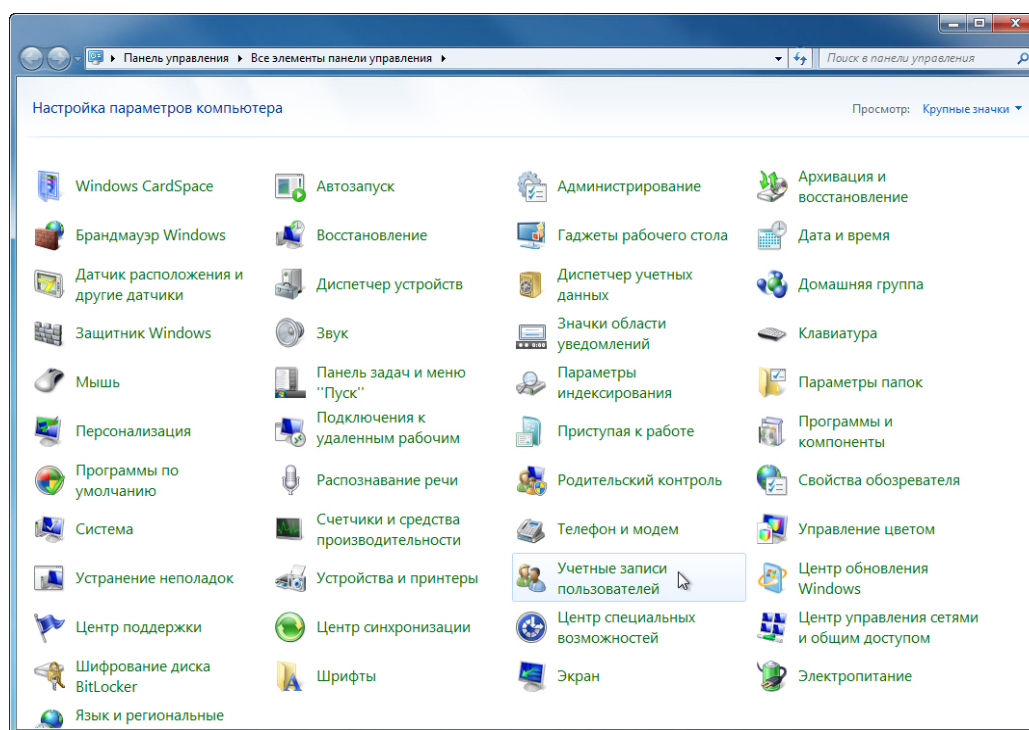 Панель управления
Все элементы панели управления
Поиск в панели управления
Настройка параметров компьютера
Просмотр: Крупные значки
Windows CardSpace
Автозапуск
Администрирование
Архивация и
восстановление
Брандмауэр Windows
Восстановление
Гаджеты рабочего стола
Дата и время
Датчик расположения и
другие датчики
Диспетчер устройств
Диспетчер учетных
данных
Домашняя группа
Защитник Windows
Звук
Значки области
уведомлений
Клавиатура
Мышь
Панель задач и меню
''Пуск''
Параметры
индексирования
Параметры папок
Персонализация
Подключения к
удаленным рабочим
Приступая к работе
Программы и
компоненты
Программы по
умолчанию
Распознавание речи
Родительский контроль
Свойства обозревателя
Система
Счетчики и средства
производительности
Телефон и модем
Управление цветом
Устранение неполадок
Устройства и принтеры
Учетные записи
пользователей
Центр обновления
Windows
Центр поддержки
Центр синхронизации
Центр специальных
возможностей
Центр управления сетями
и общим доступом
Шифрование диска
BitLocker
Шрифты
Экран
Электропитание
Язык и региональные